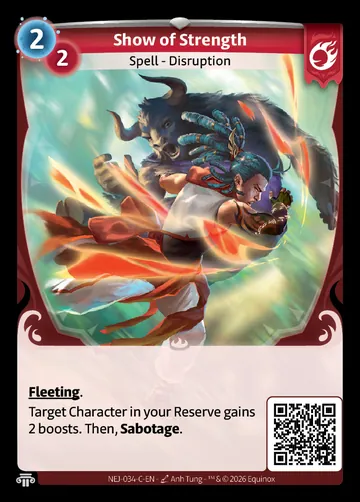 2
2
Show of Strength
Spell - Disruption
Fleeting.
Target Character in your Reserve gains
2 boosts. Then, Sabotage.
NEJ-034-C-EN - Anh Tung - ™ & © 2026 Equinox